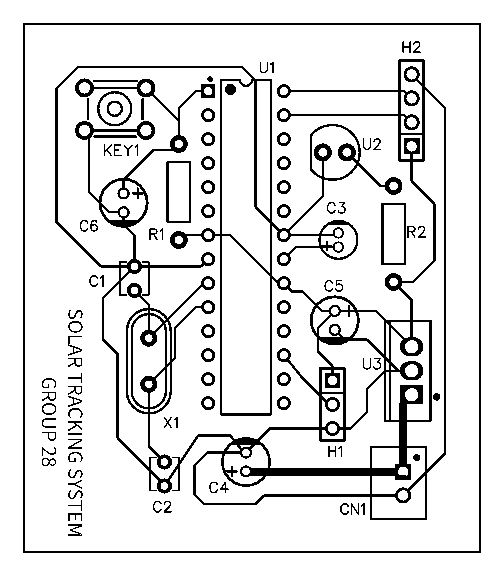 H2
U1
KEY1
U2
C6
C3
R1
R2
C1
C5
U3
X1
H1
C4
C2
CN1
SOLAR TRACKING SYSTEM
GROUP 28